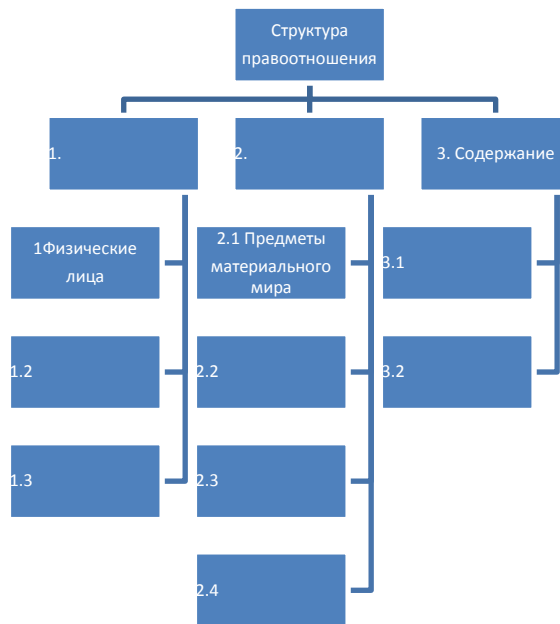 Структура
правоотношения
1.
2.
3. Содержание
1Физические
лица
2.1 Предметы
материального
мира
3.1
1.2
2.2
3.2
1.3
2.3
2.4